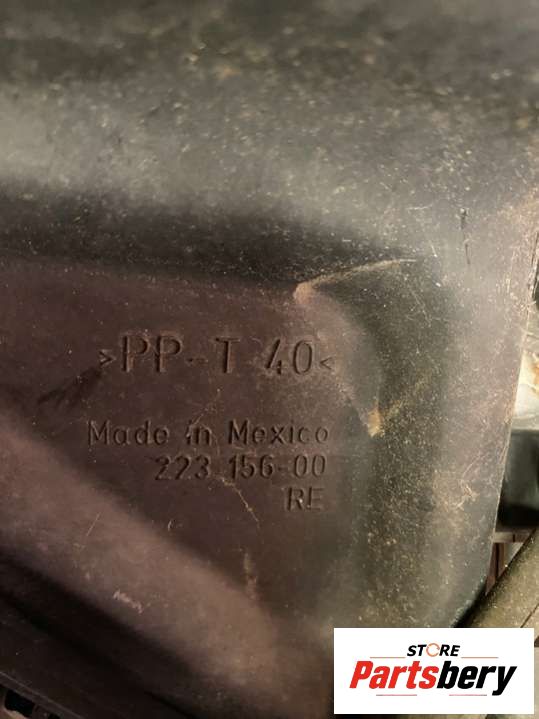 >PP-T 40<
Made in Mexico
223 156-00
RE
STORE
Partsbery